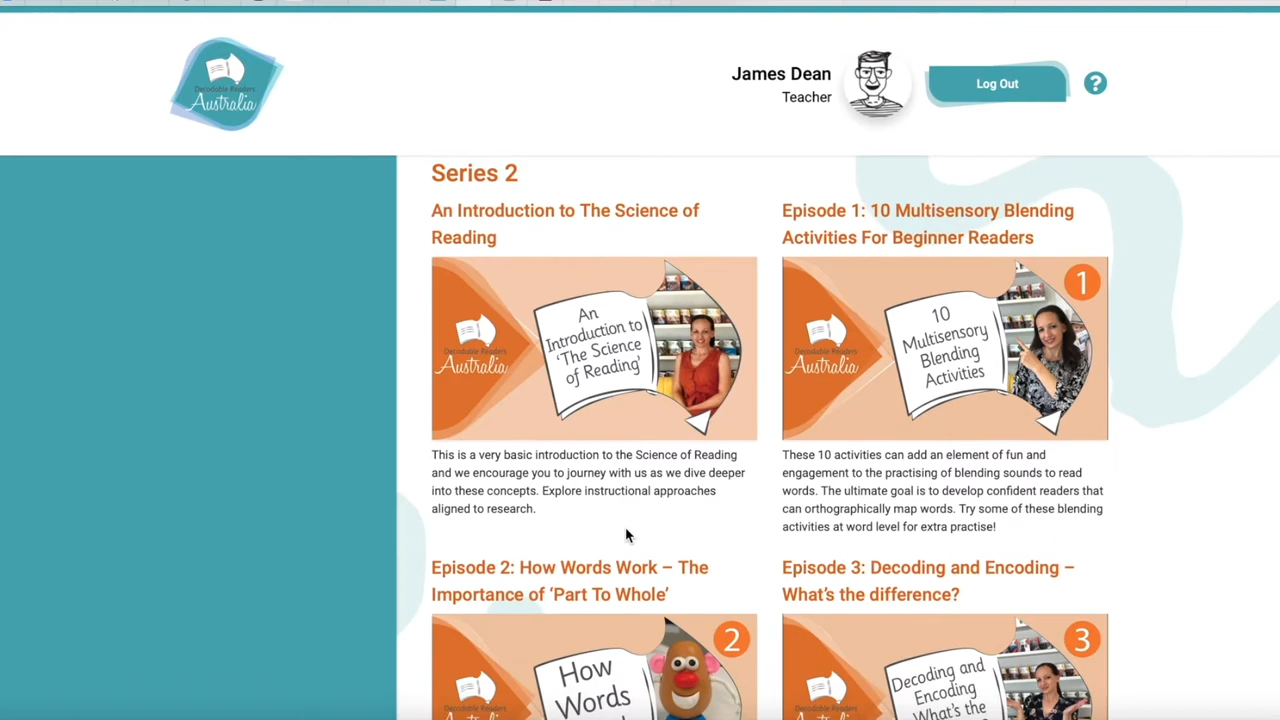 Decodable Readers
Australia
James Dean
Teacher
Log Out
?
Series 2
An Introduction to The Science of
Reading
Decodable Readers
Australia
An
Introduction to
'The Science
of Reading'
This is a very basic introduction to the Science of Reading
and we encourage you to journey with us as we dive deeper
into these concepts. Explore instructional approaches
aligned to research.
Episode 1: 10 Multisensory Blending
Activities For Beginner Readers
Decodable Readers
Australia
10
Multisensory
Blending
Activities
1
These 10 activities can add an element of fun and
engagement to the practising of blending sounds to read
words. The ultimate goal is to develop confident readers that
can orthographically map words. Try some of these blending
activities at word level for extra practise!
Episode 2: How Words Work – The
Importance of ‘Part To Whole’
Decodable Readers
Australia
How
Words
2
Episode 3: Decoding and Encoding –
What’s the difference?
Decodable Readers
Australia
Decoding and
Encoding
What's the
3